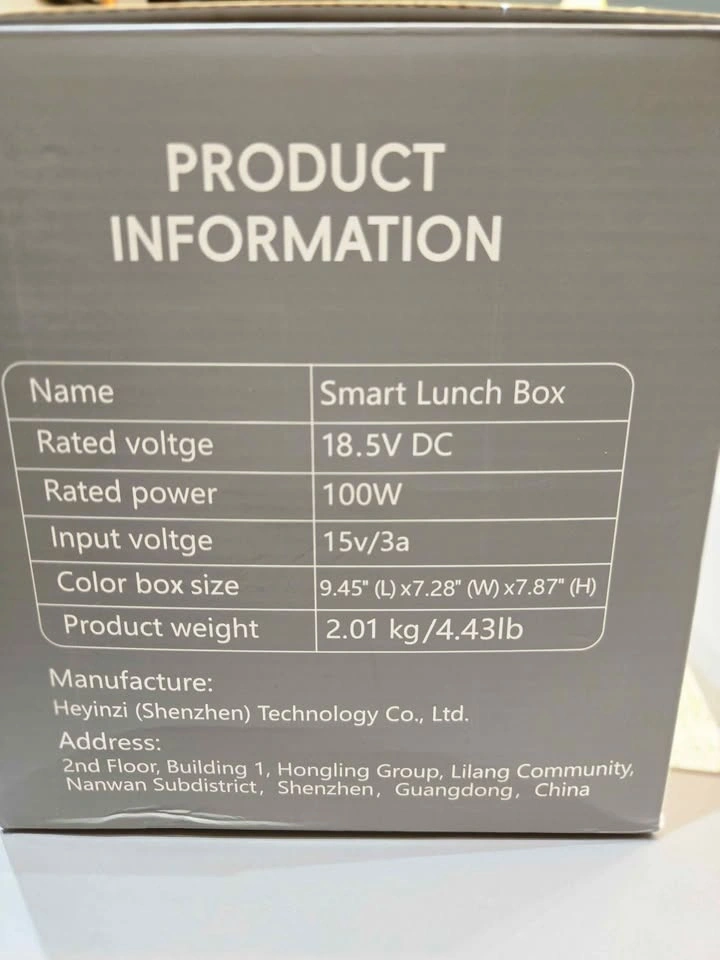 PRODUCT
INFORMATION
Name Smart Lunch Box
Rated voltge 18.5V DC
Rated power 100W
Input voltge 15v/3a
Color box size 9.45" (L) x7.28" (W) x7.87" (H)
Product weight 2.01 kg/4.43lb
Manufacture:
Heyinzi (Shenzhen) Technology Co., Ltd.
Address:
2nd Floor, Building 1, Hongling Group, Lilang Community,
Nanwan Subdistrict, Shenzhen, Guangdong, China